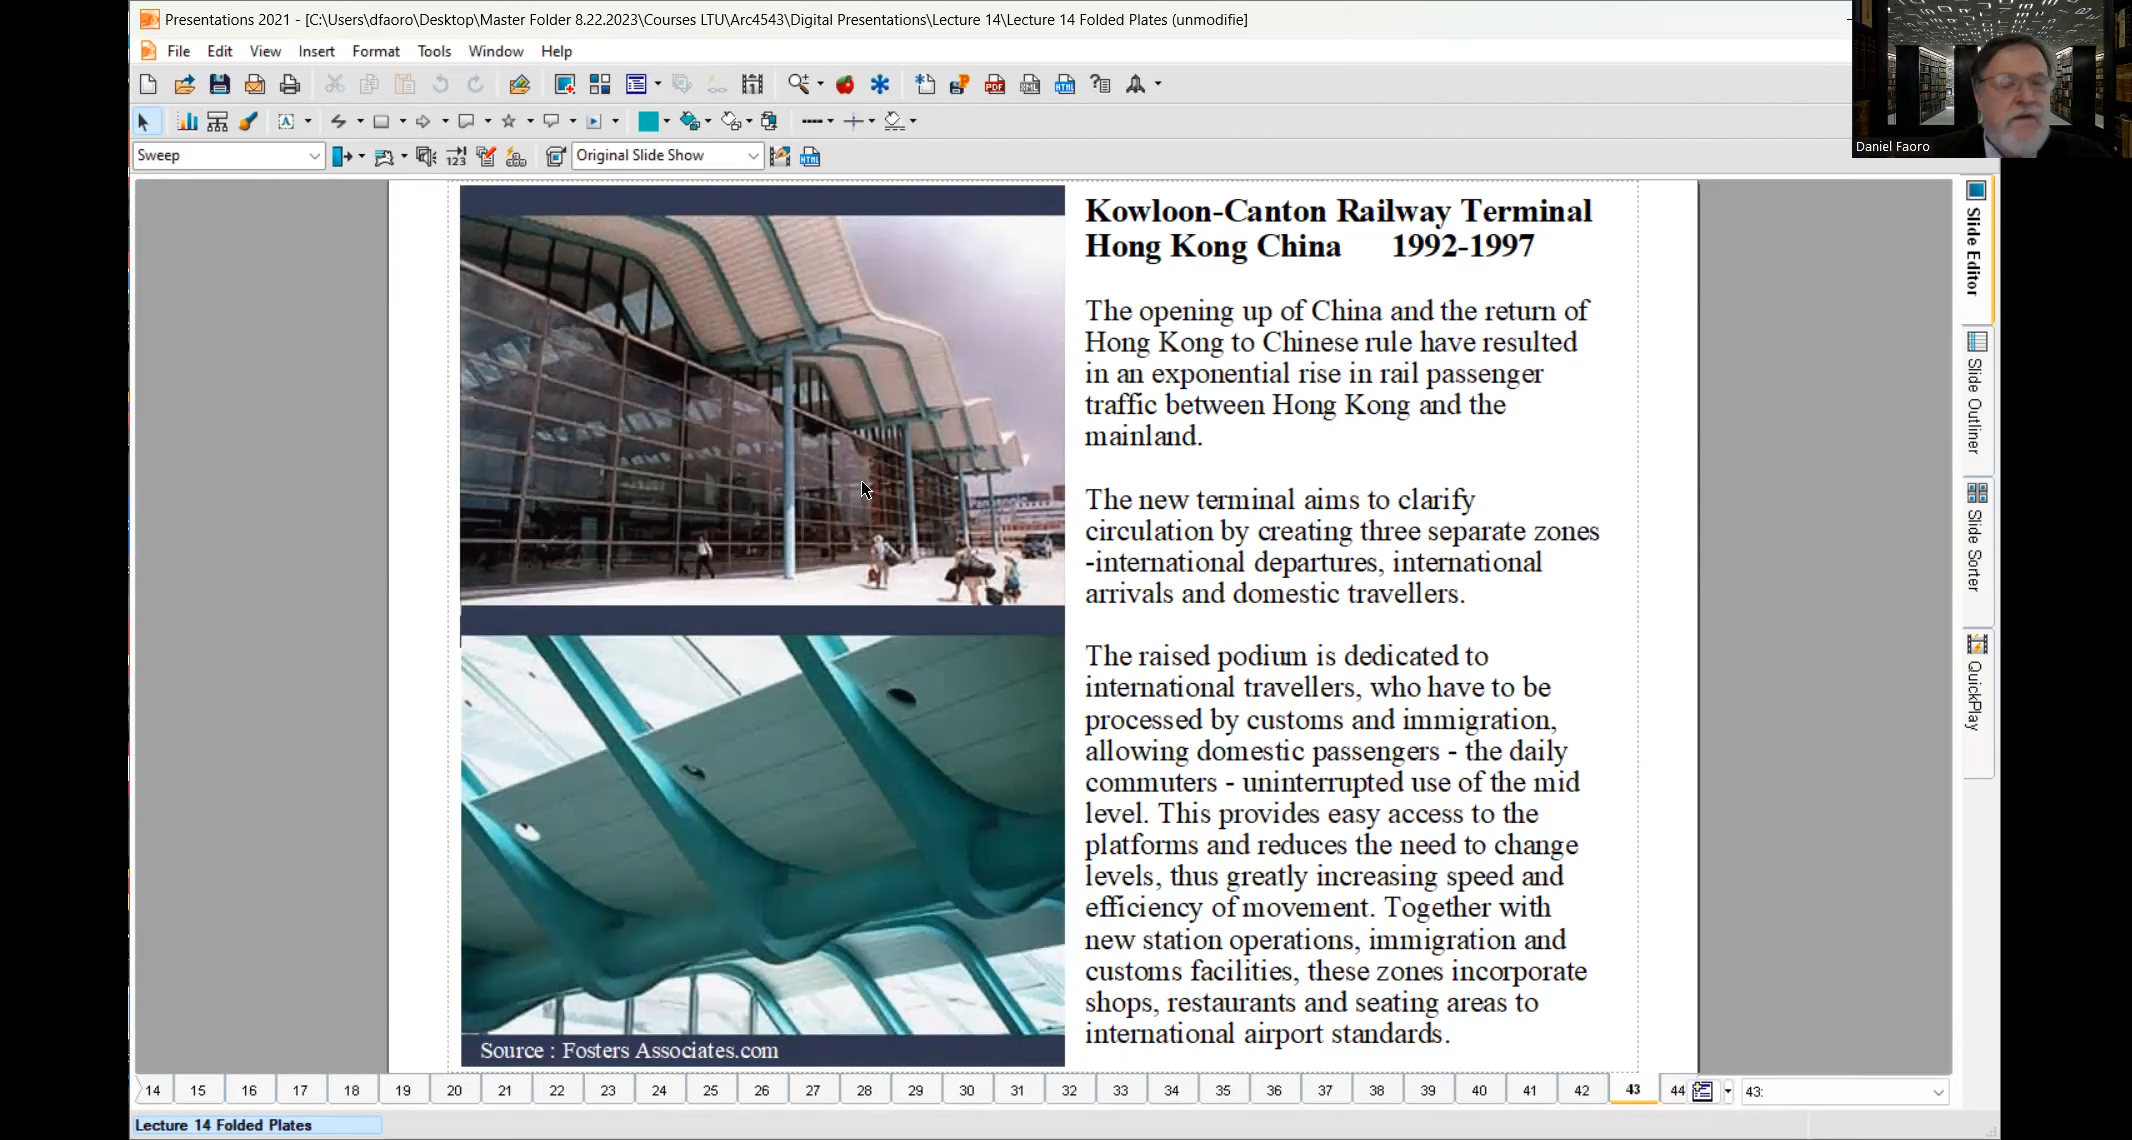 Presentations 2021 - [C:\Users\dfaoro\Desktop\Master Folder 8.22.2023\Courses LTU\Arc4543\Digital Presentations\Lecture 14\Lecture 14 Folded Plates (unmodifie]
File Edit View Insert Format Tools Window Help
Sweep
123
Original Slide Show
Daniel Faoro
Kowloon-Canton Railway Terminal
Hong Kong China 1992-1997
The opening up of China and the return of
Hong Kong to Chinese rule have resulted
in an exponential rise in rail passenger
traffic between Hong Kong and the
mainland.
The new terminal aims to clarify
circulation by creating three separate zones
-international departures, international
arrivals and domestic travellers.
The raised podium is dedicated to
international travellers, who have to be
processed by customs and immigration,
allowing domestic passengers - the daily
commuters - uninterrupted use of the mid
level. This provides easy access to the
platforms and reduces the need to change
levels, thus greatly increasing speed and
efficiency of movement. Together with
new station operations, immigration and
customs facilities, these zones incorporate
shops, restaurants and seating areas to
international airport standards.
Source : Fosters Associates.com
Slide Editor
Slide Outliner
Slide Sorter
QuickPlay
14 15 16 17 18 19 20 21 22 23 24 25 26 27 28 29 30 31 32 33 34 35 36 37 38 39 40 41 42 43 44
43:
Lecture 14 Folded Plates